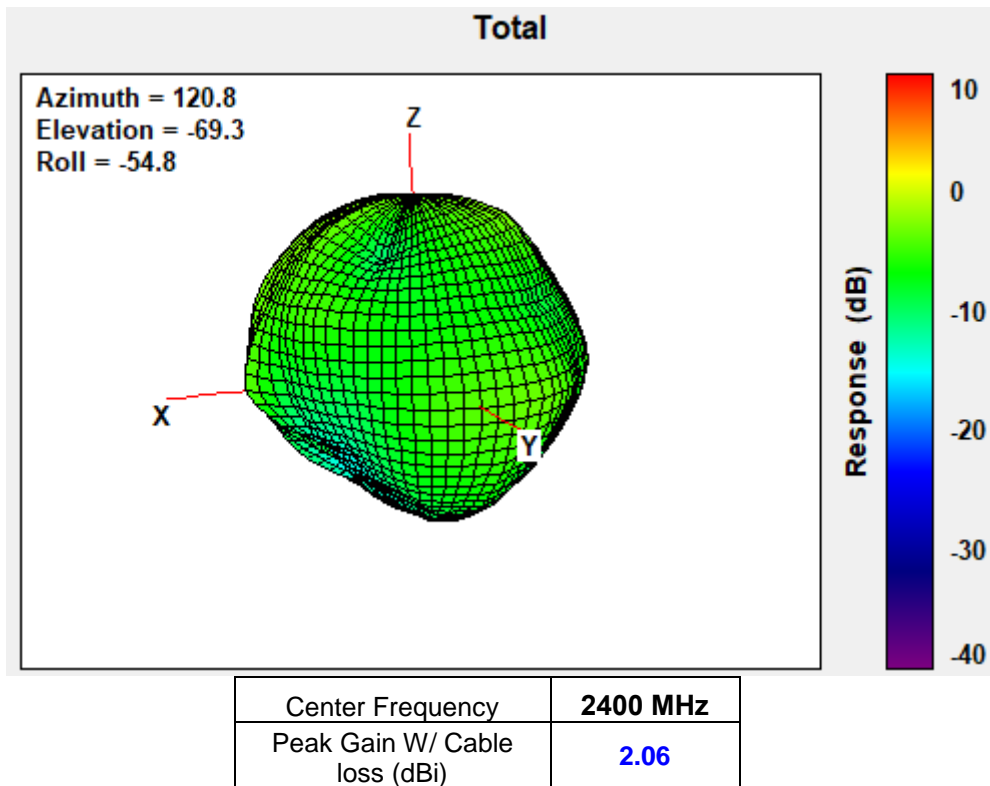 Total
Azimuth = 120.8
Elevation = -69.3
Roll = -54.8
Z
X
Y
10
0
-10
-20
-30
-40
Response (dB)
Center Frequency
2400 MHz
Peak Gain W/ Cable
loss (dBi)
2.06